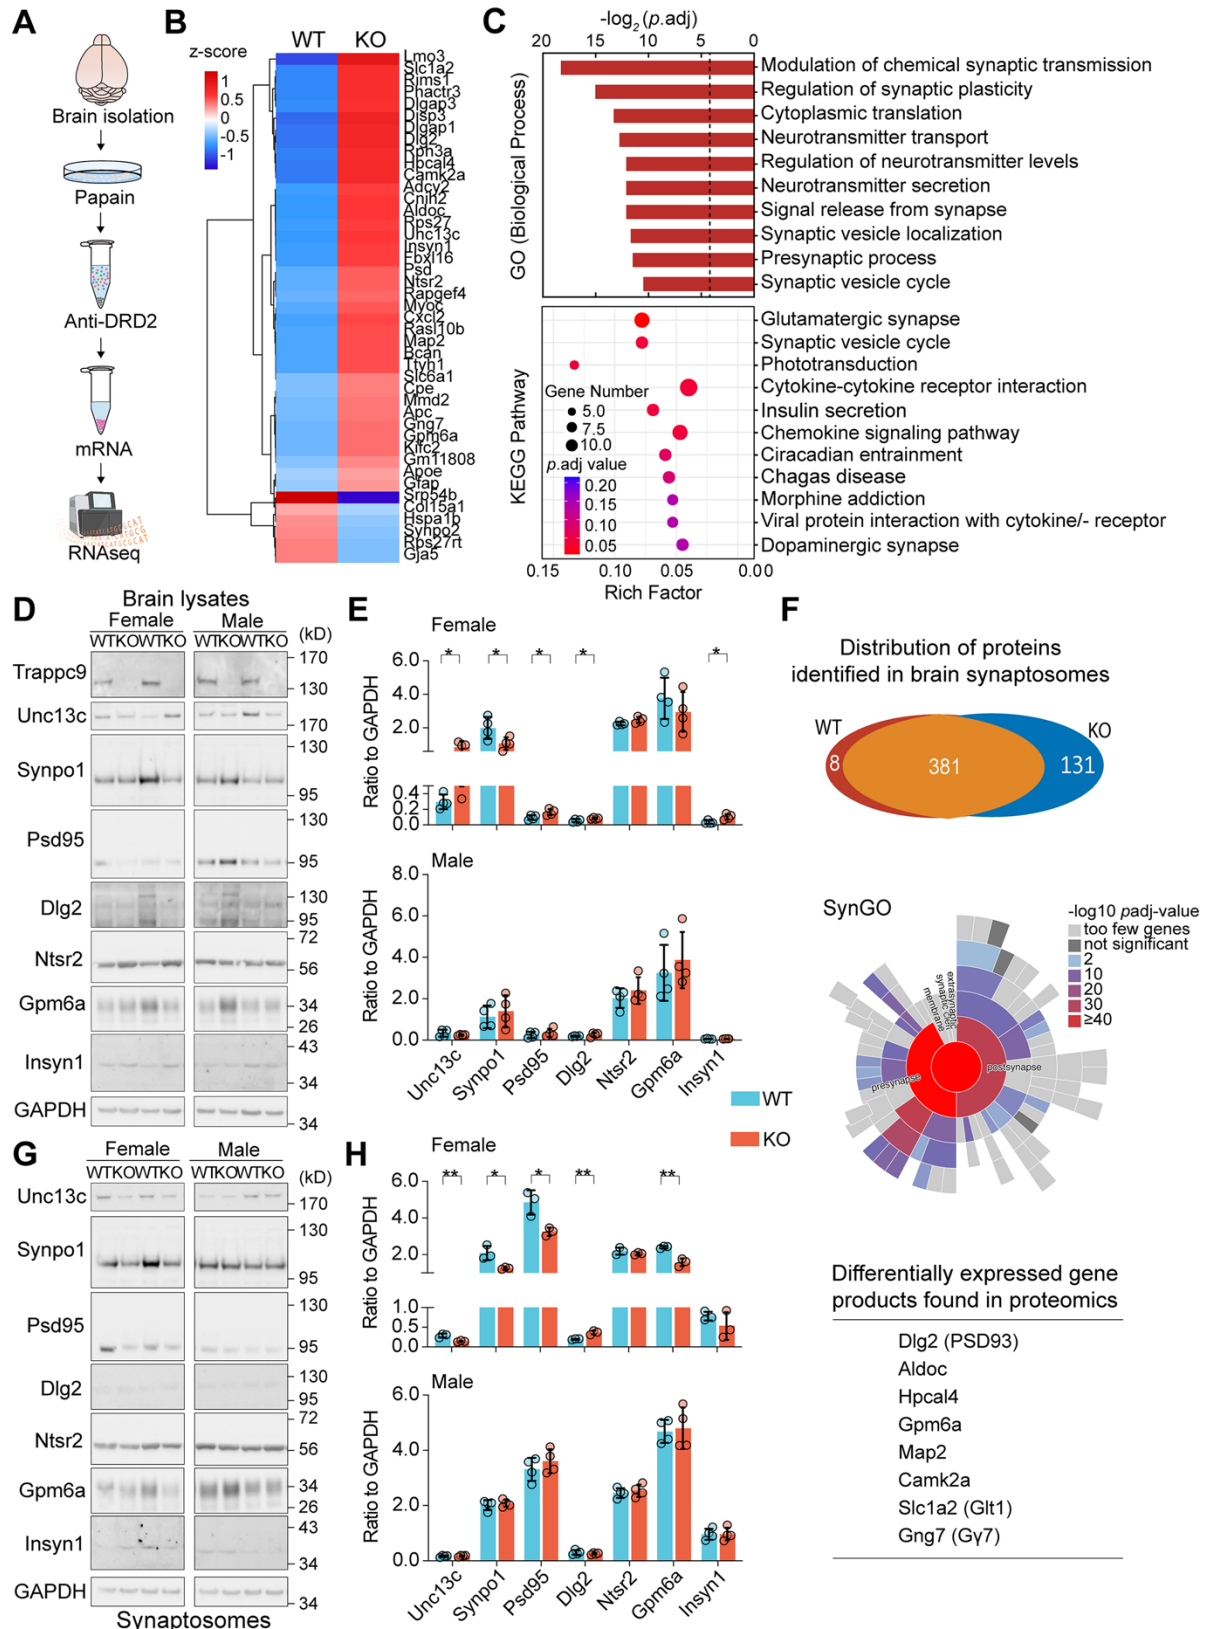 A
Brain isolation
Papain
Anti-DRD2
mRNA
RNAseq
B
WT KO
z-score
1
0.5
0
-0.5
-1
Lmo3
Slc1a2
Rims1
Phactr3
Dlgap3
Disp3
Dlgap1
Dlg2
Rph3a
Hpcal4
Camk2a
Adcy2
Cnih2
Aldoc
Rps27
Unc13c
Insyn1
Fbxl16
Psd
Ntsr2
Rapgef4
Myoc
Cxcl2
Rasl10b
Map2
Bcan
Ttyh1
Slc6a1
Cpe
Mmd2
Apc
Gng7
Gpm6a
Kifc2
Gm11808
Apoe
Gfap
Srp54b
Col15a1
Hspa1b
Synpo2
Rps27rt
Gja5
C
-log2 (p.adj)
20 15 10 5 0
GO (Biological Process)
Modulation of chemical synaptic transmission
Regulation of synaptic plasticity
Cytoplasmic translation
Neurotransmitter transport
Regulation of neurotransmitter levels
Neurotransmitter secretion
Signal release from synapse
Synaptic vesicle localization
Presynaptic process
Synaptic vesicle cycle
KEGG Pathway
Glutamatergic synapse
Synaptic vesicle cycle
Phototransduction
Cytokine-cytokine receptor interaction
Insulin secretion
Chemokine signaling pathway
Ciracadian entrainment
Chagas disease
Morphine addiction
Viral protein interaction with cytokine/- receptor
Dopaminergic synapse
Gene Number
5.0
7.5
10.0
p.adj value
0.20
0.15
0.10
0.05
0.15 0.10 0.05 0.00
Rich Factor
D
Brain lysates
Female Male
WT KO WT KO WT KO WT KO (kD)
Trappc9
170
130
Unc13c
170
Synpo1
130
95
Psd95
130
95
Dlg2
130
95
Ntsr2
72
56
Gpm6a
34
26
Insyn1
43
34
GAPDH
34
E
Female
Ratio to GAPDH
6.0
4.0
2.0
0.4
0.2
0.0
* * * * *
Male
Ratio to GAPDH
8.0
6.0
4.0
2.0
0.0
Unc13c Synpo1 Psd95 Dlg2 Ntsr2 Gpm6a Insyn1
WT
KO
F
Distribution of proteins
identified in brain synaptosomes
WT KO
8 381 131
SynGO
-log10 padj-value
too few genes
not significant
2
10
20
30
≥40
extrasynaptic
synaptic cleft
membrane
presynapse
postsynapse
Differentially expressed gene
products found in proteomics
Dlg2 (PSD93)
Aldoc
Hpcal4
Gpm6a
Map2
Camk2a
Slc1a2 (Glt1)
Gng7 (Gγ7)
G
Female Male
WT KO WT KO WT KO WT KO (kD)
Unc13c
170
Synpo1
130
95
Psd95
130
95
Dlg2
130
95
Ntsr2
72
56
Gpm6a
34
26
Insyn1
43
34
GAPDH
34
Synaptosomes
H
Female
Ratio to GAPDH
6.0
4.0
2.0
1.0
0.5
0.0
** * * ** **
Male
Ratio to GAPDH
6.0
4.0
2.0
0.0
Unc13c Synpo1 Psd95 Dlg2 Ntsr2 Gpm6a Insyn1